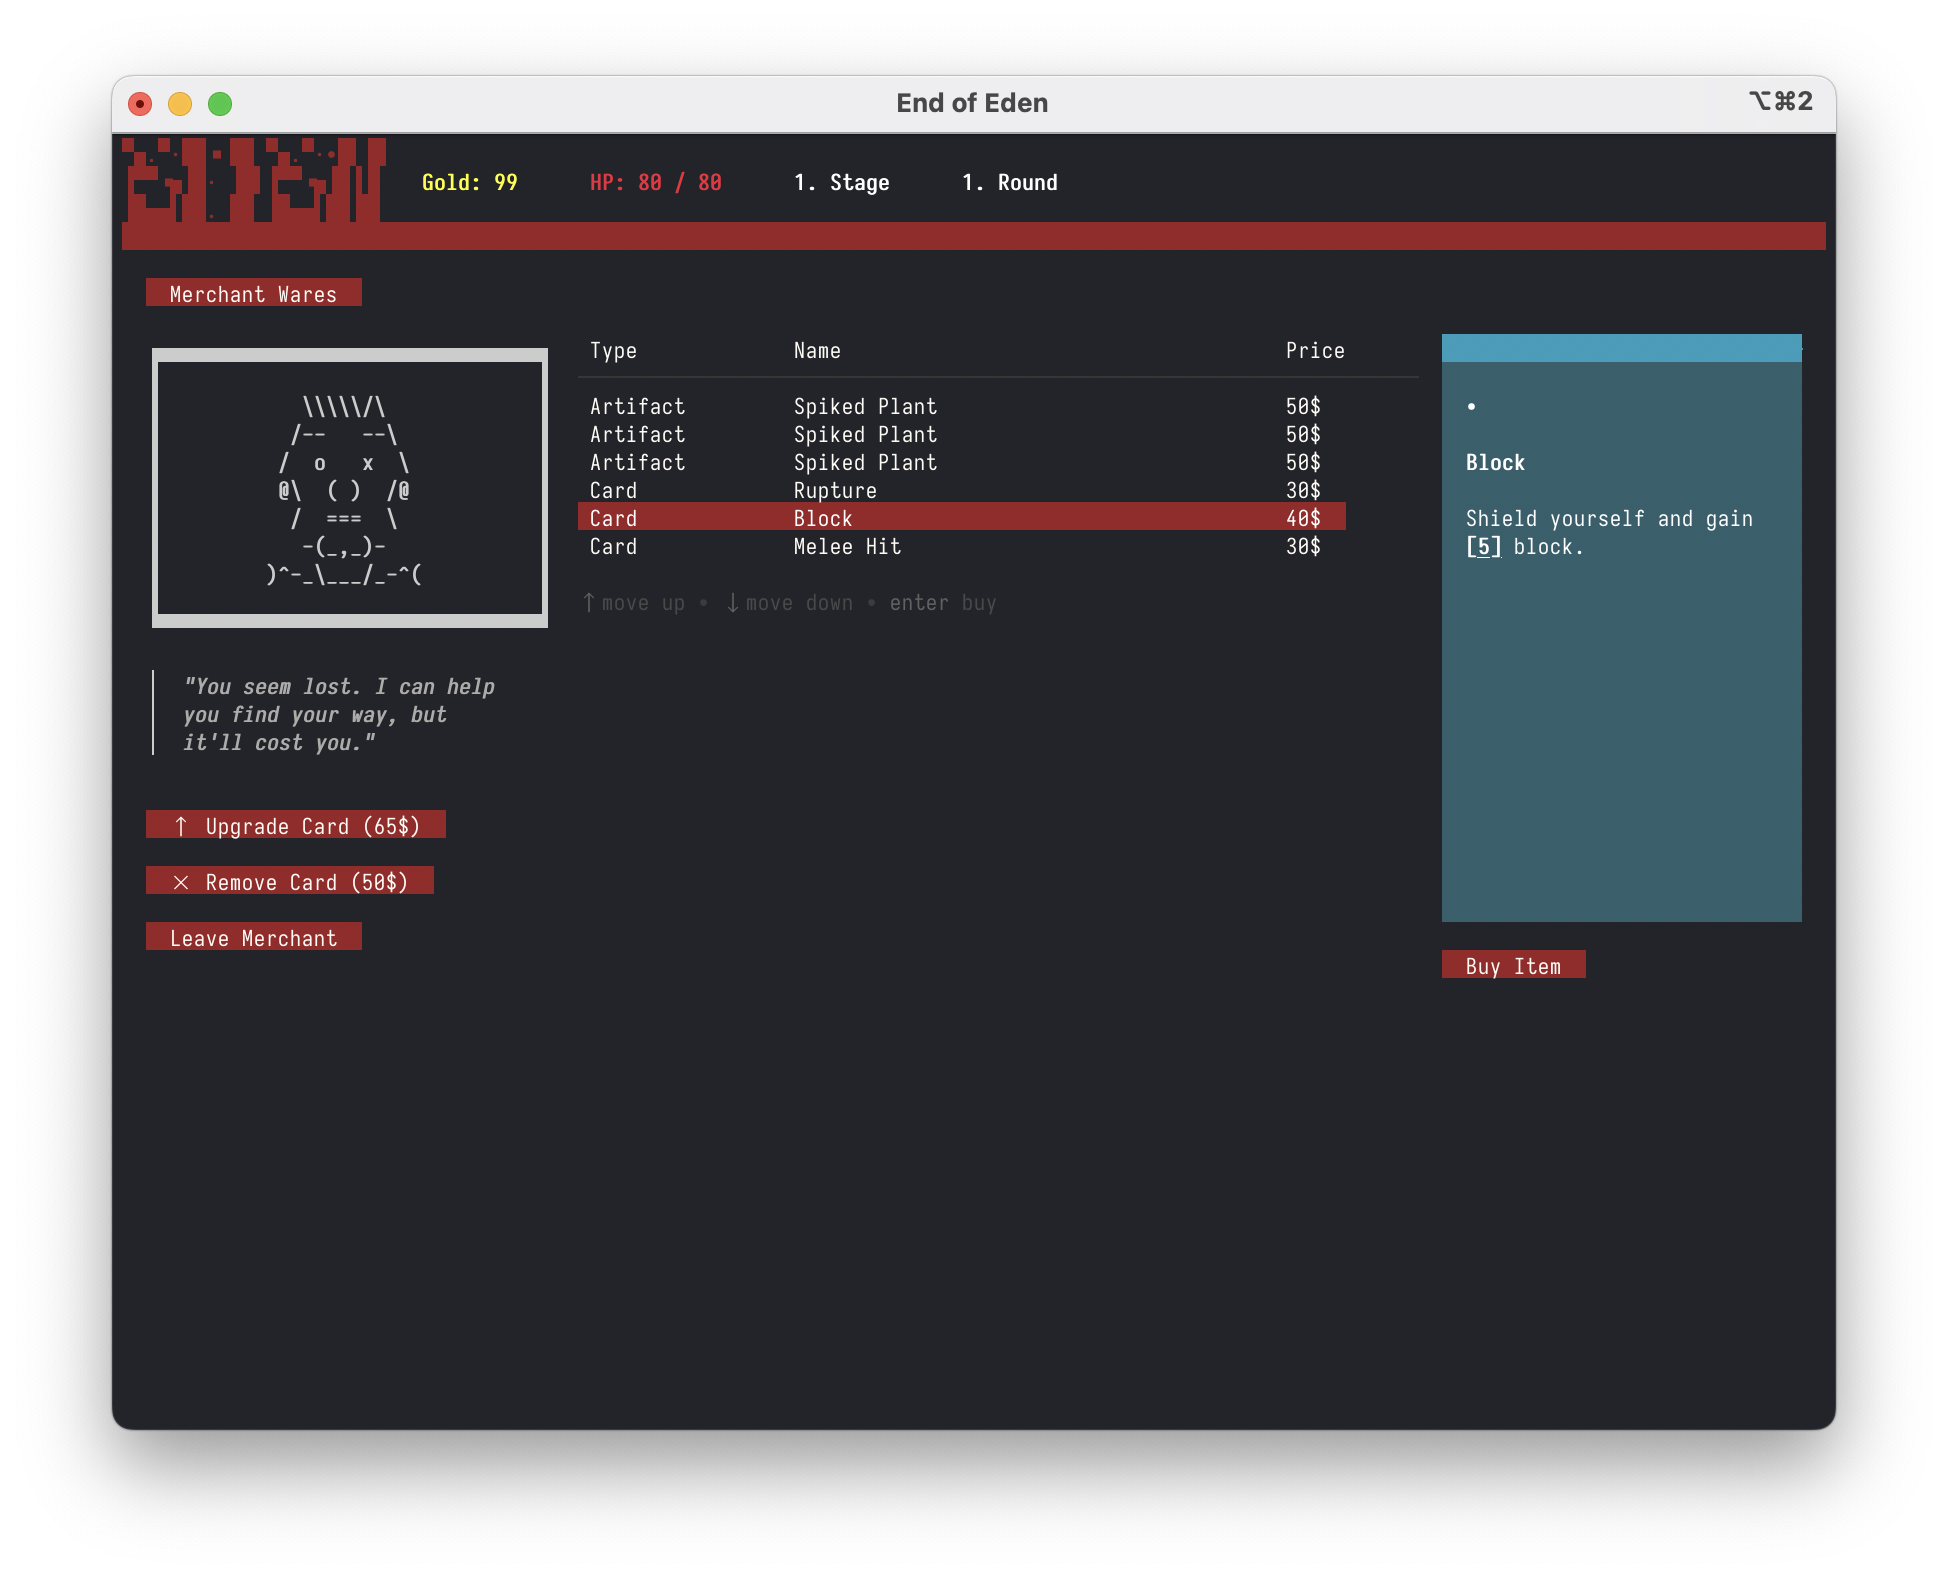 End of Eden
⌥⌘2
Gold: 99 HP: 80 / 80 1. Stage 1. Round
Merchant Wares
Type Name Price
Artifact Spiked Plant 50$
Artifact Spiked Plant 50$
Artifact Spiked Plant 50$
Card Rupture 30$
Card Block 40$
Card Melee Hit 30$
↑ move up • ↓ move down • enter buy
\\\\\/\
/--   --\
/  o   x  \
@\  ( )  /@
/  ===  \
-(_,_)-
)^-_\___/_-^(
"You seem lost. I can help
you find your way, but
it'll cost you."
↑ Upgrade Card (65$)
× Remove Card (50$)
Leave Merchant
•
Block
Shield yourself and gain
[5] block.
Buy Item